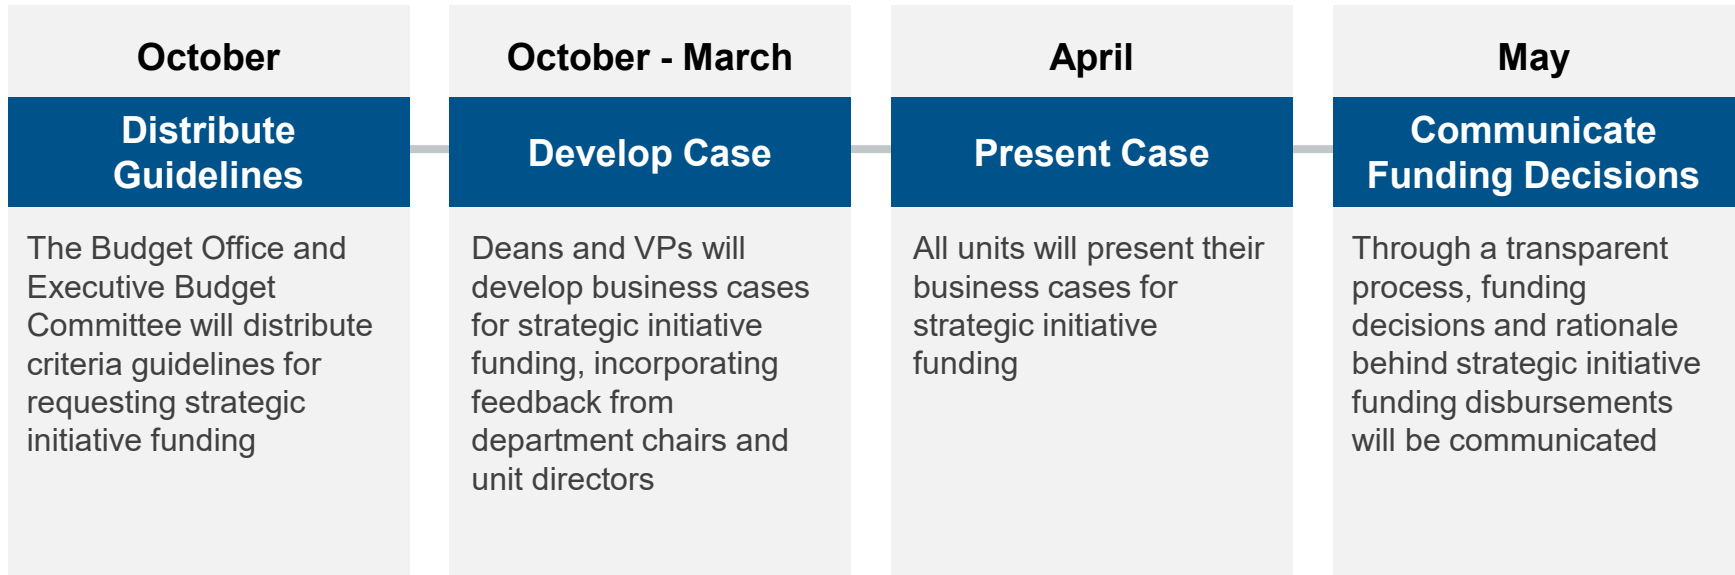 October
Distribute
Guidelines
The Budget Office and
Executive Budget
Committee will distribute
criteria guidelines for
requesting strategic
initiative funding
October - March
Develop Case
Deans and VPs will
develop business cases
for strategic initiative
funding, incorporating
feedback from
department chairs and
unit directors
April
Present Case
All units will present their
business cases for
strategic initiative
funding
May
Communicate
Funding Decisions
Through a transparent
process, funding
decisions and rationale
behind strategic initiative
funding disbursements
will be communicated